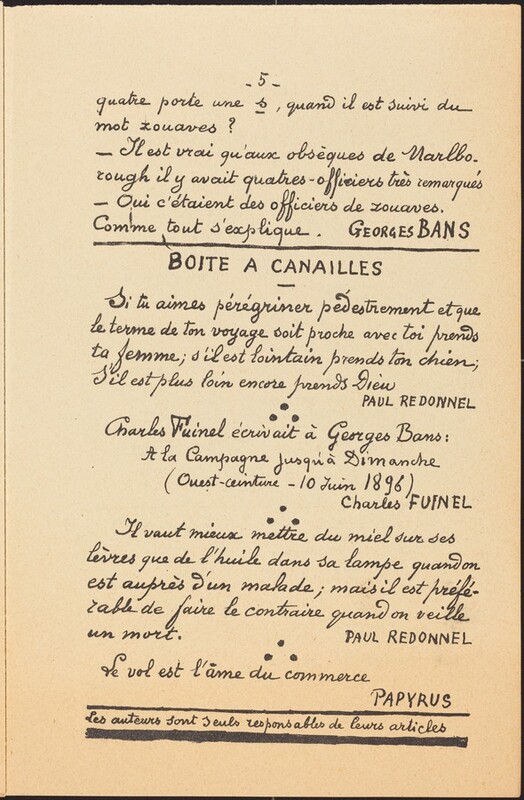 - 5 -
quatre porte une s, quand il est suivi du
mot zouaves ?
— Il est vrai qu'aux obsèques de Marlbo-
rough il y avait quatres-officiers très remarqués
— Qui c'étaient des officiers de zouaves.
Comme tout s'explique. GEORGES BANS
BOITE A CANAILLES
Si tu aimes pérégriner pédestrement et que
le terme de ton voyage soit proche avec toi prends
ta femme; s'il est lointain prends ton chien;
S'il est plus loin encore prends Dieu
PAUL REDONNEL
Charles Fuinel écrivait à Georges Bans:
A la Campagne jusqu'à Dimanche
(Ouest-ceinture - 10 Juin 1896)
Charles FUINEL
Il vaut mieux mettre du miel sur ses
lèvres que de l'huile dans sa lampe quand on
est auprès d'un malade; mais il est préfé-
rable de faire le contraire quand on veille
un mort. PAUL REDONNEL
Le vol est l'âme du commerce
PAPYRUS
Les auteurs sont seuls responsables de leurs articles